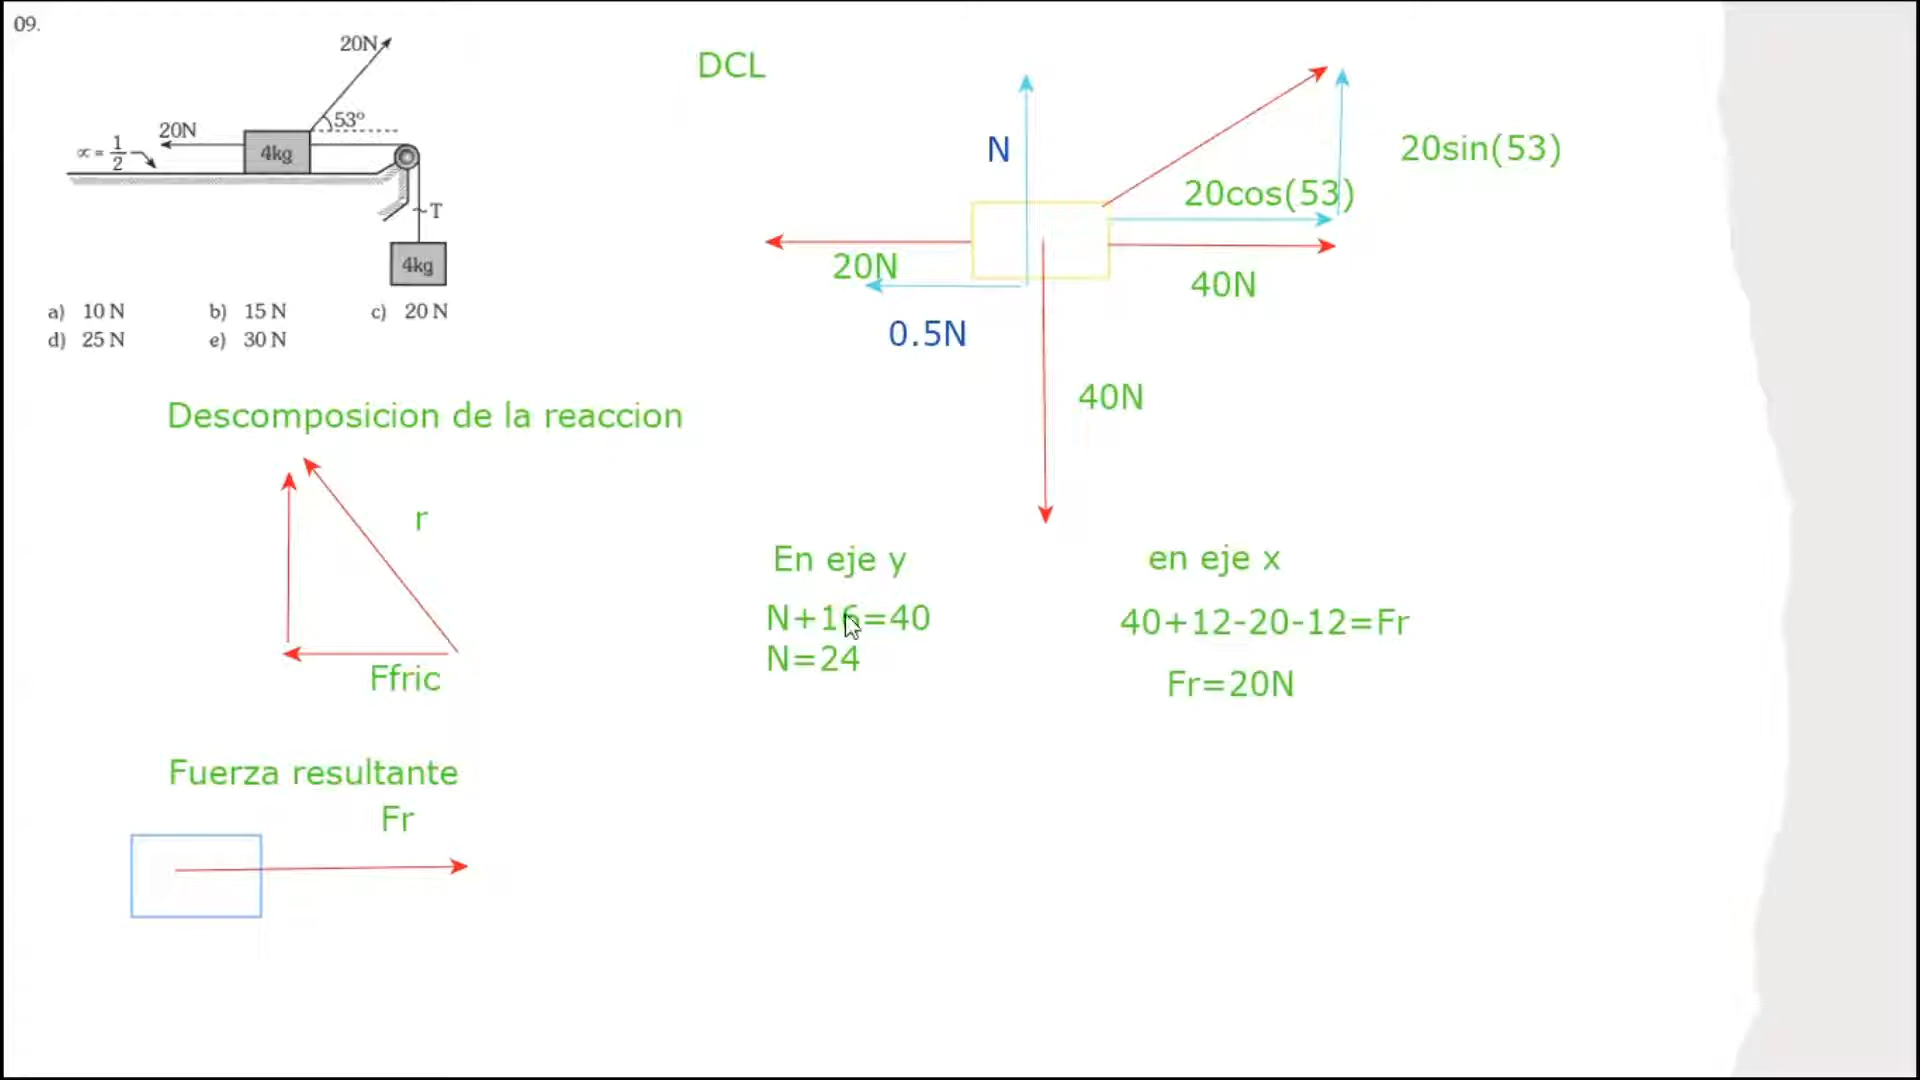 09.
20N
53º
20N
∝ = 1/2
4kg
T
4kg
a) 10 N b) 15 N c) 20 N
d) 25 N e) 30 N
DCL
N
20sin(53)
20cos(53)
20N
40N
0.5N
40N
Descomposicion de la reaccion
r
Ffric
En eje y
N+16=40
N=24
en eje x
40+12-20-12=Fr
Fr=20N
Fuerza resultante
Fr